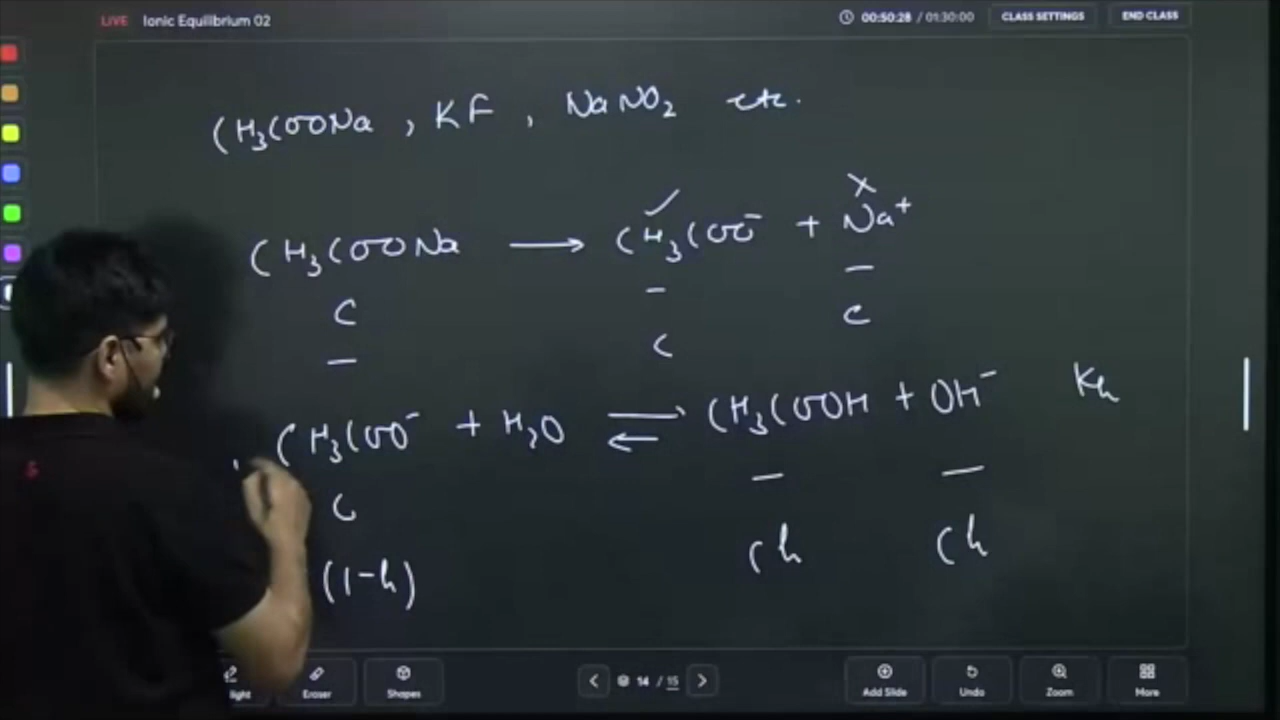 LIVE Ionic Equilibrium 02 00:50:28 / 01:30:00 CLASS SETTINGS END CLASS
CH₃COONa , KF , NaNO₂ etc.
✓ ×
CH₃COONa ⟶ CH₃COO⁻ + Na⁺
C – –
– C C
CH₃COO⁻ + H₂O ⇌ CH₃COOH + OH⁻ Kh
C – –
(1-h) Ch Ch
light Eraser Shapes 14 / 15 Add Slide Undo Zoom More